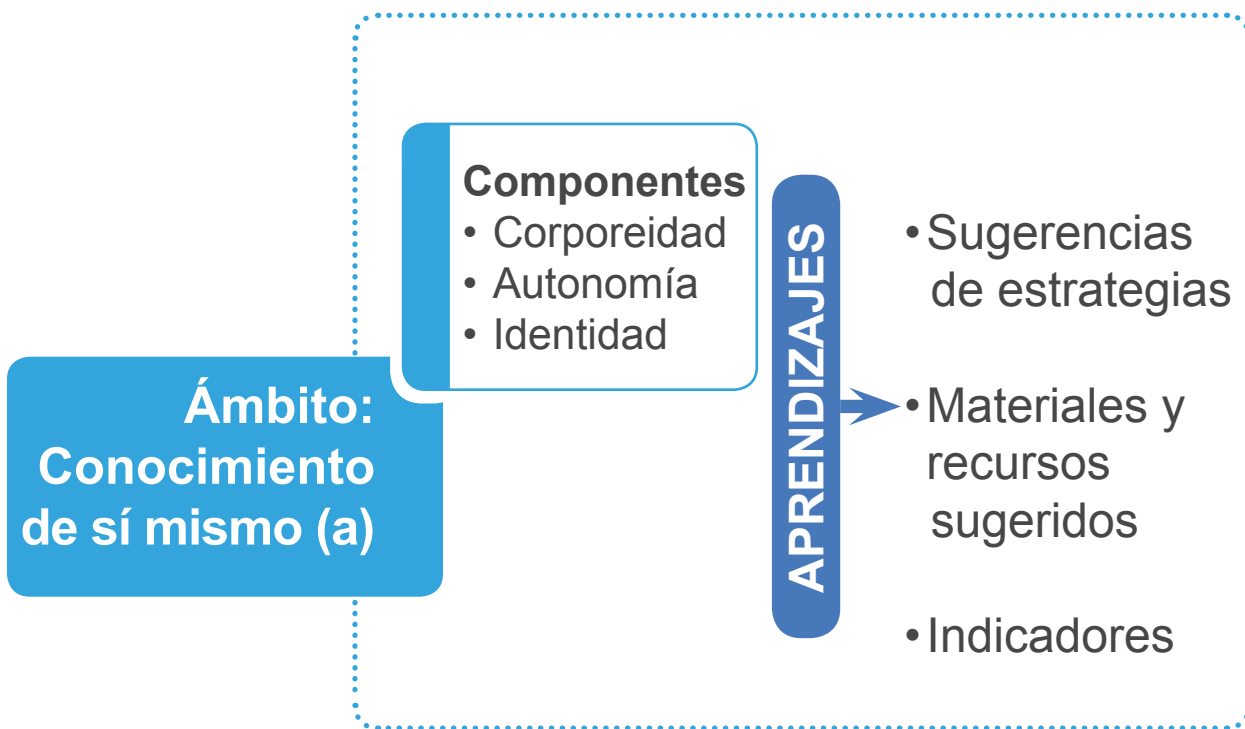 Ámbito:
Conocimiento
de sí mismo (a)
Componentes
• Corporeidad
• Autonomía
• Identidad
APRENDIZAJES
• Sugerencias
de estrategias
• Materiales y
recursos
sugeridos
• Indicadores